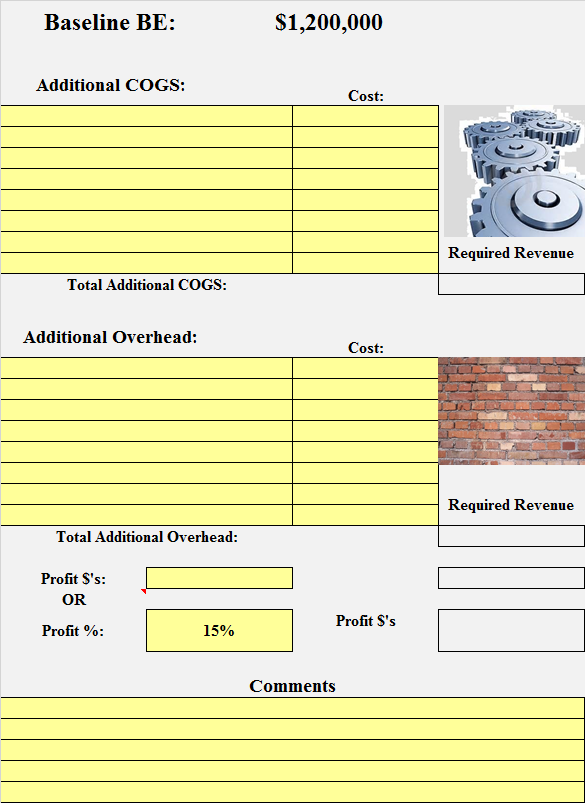 Baseline BE: $1,200,000
Additional COGS:
Cost:
Required Revenue
Total Additional COGS:
Additional Overhead:
Cost:
Required Revenue
Total Additional Overhead:
Profit $'s:
OR
Profit %: 15% Profit $'s
Comments